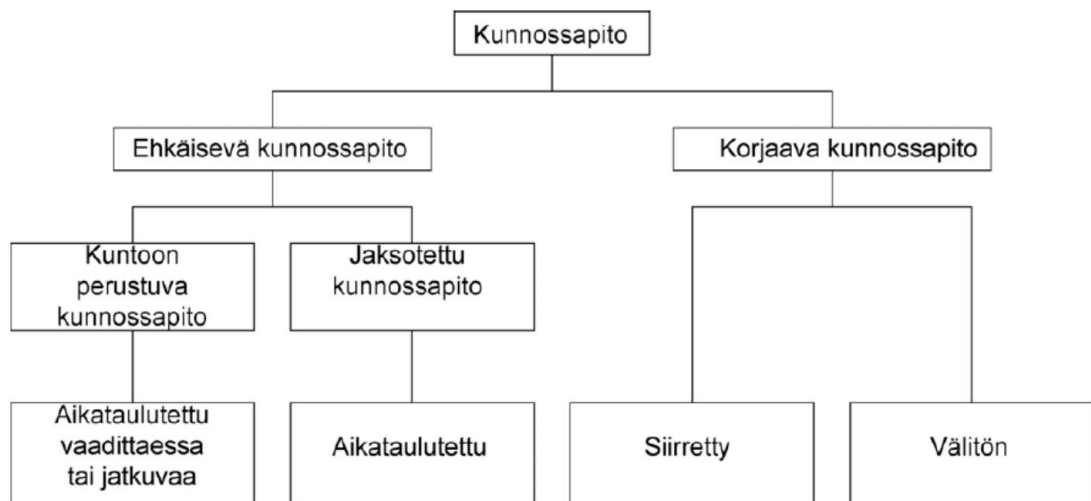 Kunnossapito
Ehkäisevä kunnossapito
Korjaava kunnossapito
Kuntoon
perustuva
kunnossapito
Jaksotettu
kunnossapito
Aikataulutettu
vaadittaessa
tai jatkuvaa
Aikataulutettu
Siirretty
Välitön